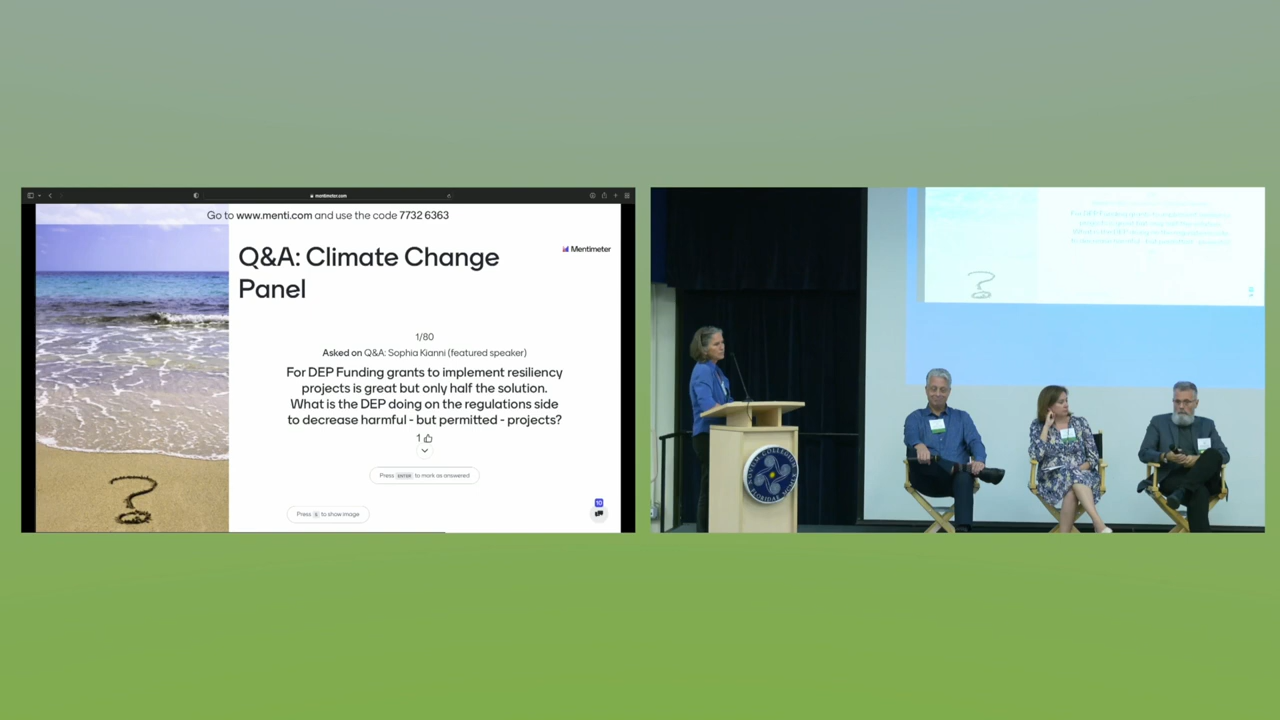 mentimeter.com
Go to www.menti.com and use the code 7732 6363
Mentimeter
Q&A: Climate Change
Panel
1/80
Asked on Q&A: Sophia Kianni (featured speaker)
For DEP Funding grants to implement resiliency
projects is great but only half the solution.
What is the DEP doing on the regulations side
to decrease harmful - but permitted - projects?
1
Press enter to mark as answered
Press k to show image
10